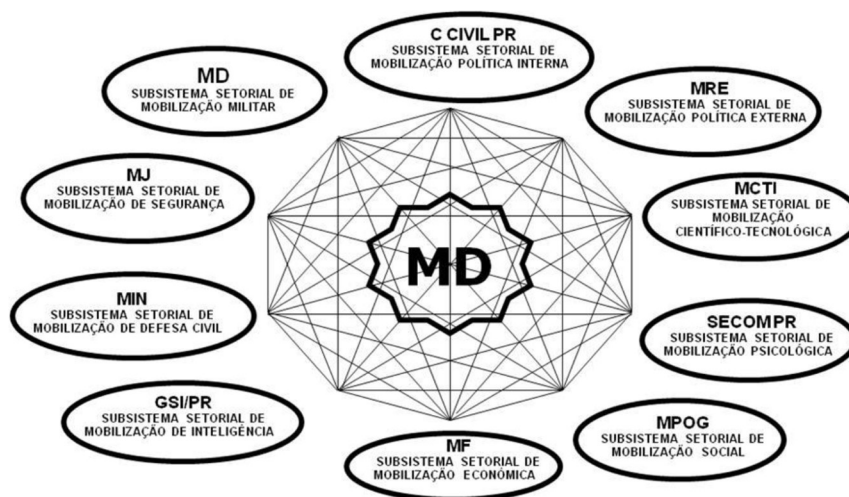 C CIVIL PR
SUBSISTEMA SETORIAL DE
MOBILIZAÇÃO POLÍTICA INTERNA
MD
SUBSISTEMA SETORIAL DE
MOBILIZAÇÃO MILITAR
MRE
SUBSISTEMA SETORIAL DE
MOBILIZAÇÃO POLÍTICA EXTERNA
MJ
SUBSISTEMA SETORIAL DE
MOBILIZAÇÃO DE SEGURANÇA
MCTI
SUBSISTEMA SETORIAL DE
MOBILIZAÇÃO
CIENTÍFICO-TECNOLÓGICA
MD
MIN
SUBSISTEMA SETORIAL DE
MOBILIZAÇÃO DE DEFESA CIVIL
SECOM PR
SUBSISTEMA SETORIAL DE
MOBILIZAÇÃO PSICOLÓGICA
GSI/PR
SUBSISTEMA SETORIAL DE
MOBILIZAÇÃO DE INTELIGÊNCIA
MPOG
SUBSISTEMA SETORIAL DE
MOBILIZAÇÃO SOCIAL
MF
SUBSISTEMA SETORIAL DE
MOBILIZAÇÃO ECONÓMICA